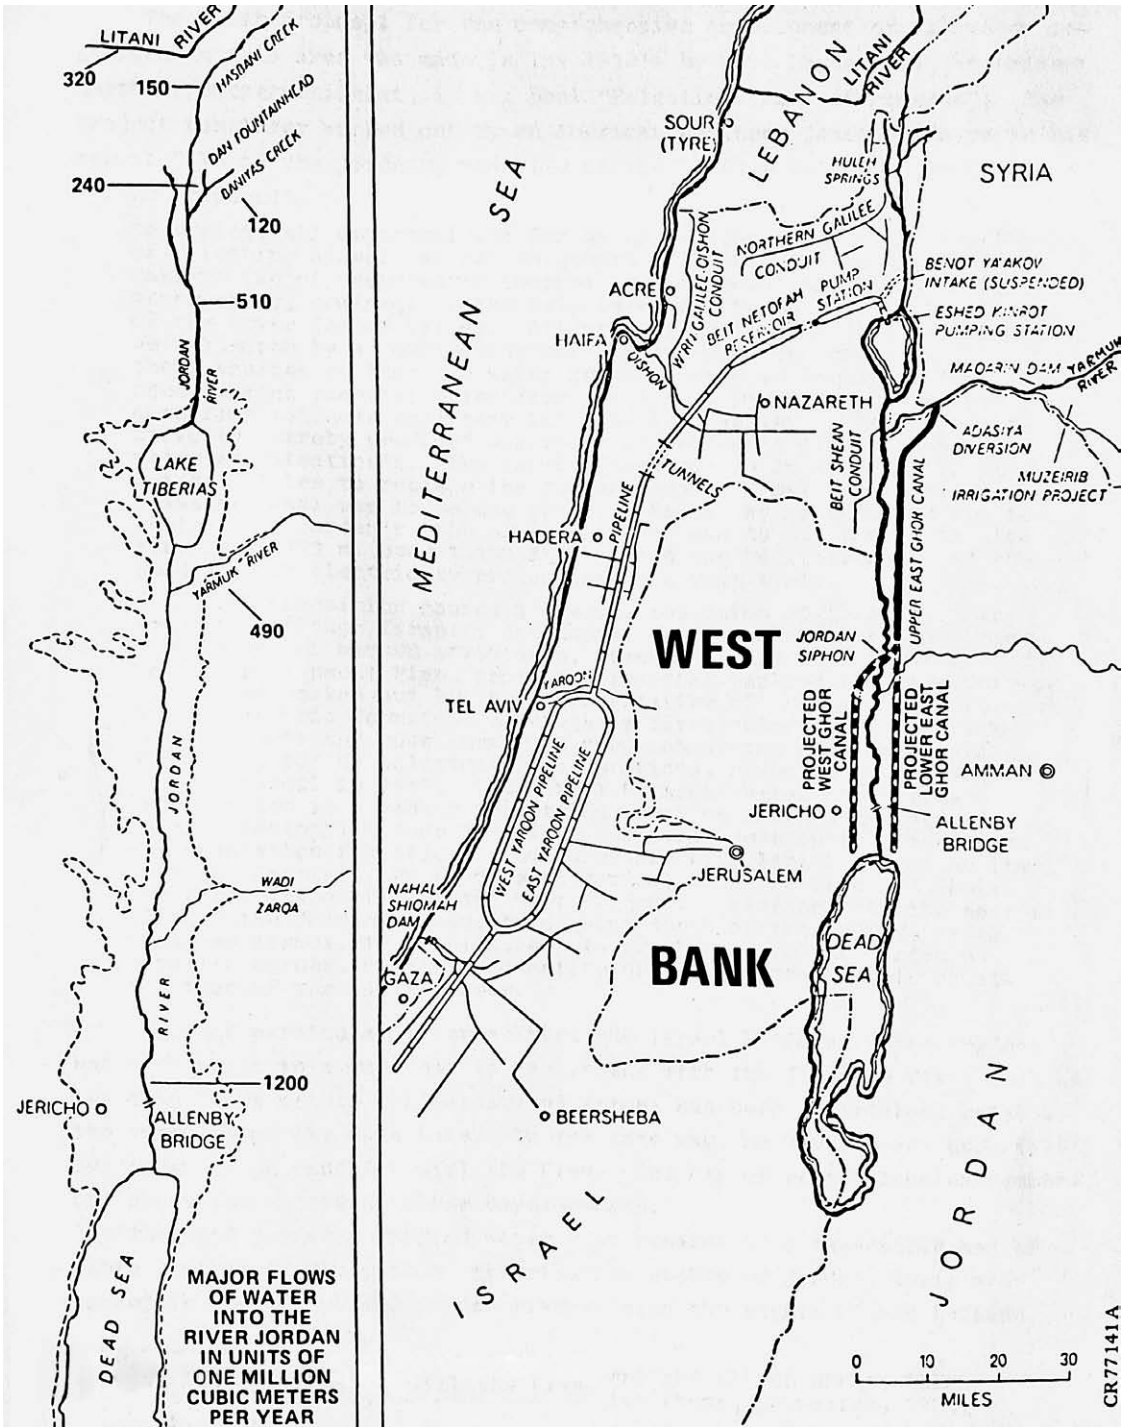 LITANI RIVER
320
150
HASDANI CREEK
DAN FOUNTAINHEAD
BANIYAS CREEK
240
120
510
JORDAN
RIVER
LAKE
TIBERIAS
YARMUK RIVER
490
JORDAN
WADI
ZARQA
RIVER
1200
JERICHO
ALLENBY
BRIDGE
DEAD SEA
MAJOR FLOWS
OF WATER
INTO THE
RIVER JORDAN
IN UNITS OF
ONE MILLION
CUBIC METERS
PER YEAR
MEDITERRANEAN SEA
LEBANON
LITANI
RIVER
SOUR
(TYRE)
HULEH
SPRINGS
SYRIA
NORTHERN GALILEE
CONDUIT
W'RN GALILEE-QISHON
CONDUIT
BEIT NETOFAH
RESERVOIR
PUMP
STATION
BENOT YA'AKOV
INTAKE (SUSPENDED)
ESHED KINROT
PUMPING STATION
ACRE
HAIFA
QISHON
NAZARETH
MAQARIN DAM
YARMUK
RIVER
ADASIYA
DIVERSION
MUZEIRIB
IRRIGATION PROJECT
BEIT SHEAN
CONDUIT
UPPER EAST GHOR CANAL
TUNNELS
PIPELINE
HADERA
WEST
JORDAN
SIPHON
YARQON
TEL AVIV
WEST YARQON PIPELINE
EAST YARQON PIPELINE
PROJECTED
WEST GHOR
CANAL
PROJECTED
LOWER EAST
GHOR CANAL
AMMAN
JERICHO
ALLENBY
BRIDGE
JERUSALEM
NAHAL
SHIQMAH
DAM
GAZA
BANK
DEAD
SEA
BEERSHEBA
ISRAEL
JORDAN
0 10 20 30
MILES
CR77141A